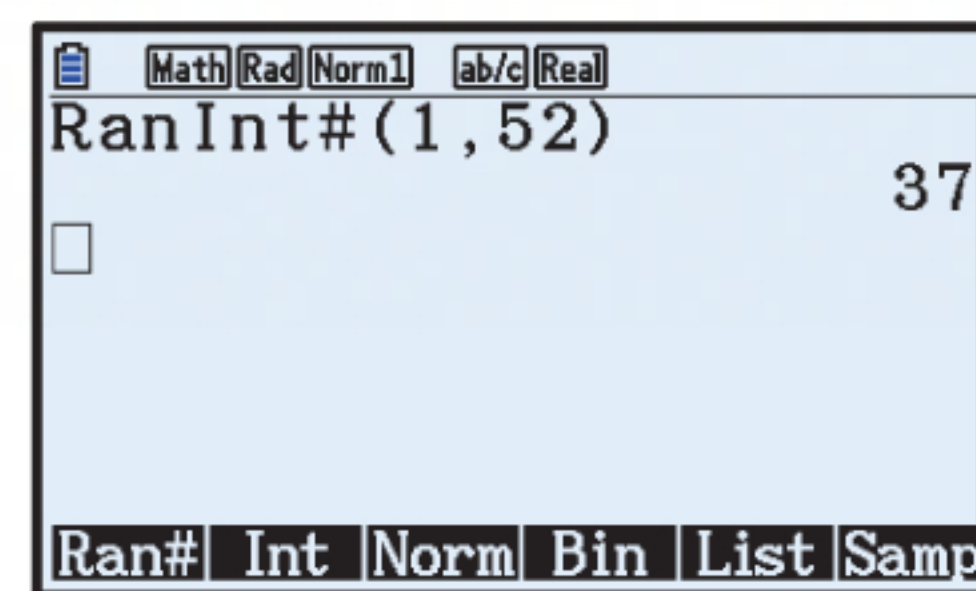 Math Rad Norm1 ab/c Real
RanInt#(1,52)
37
Ran# Int Norm Bin List Samp